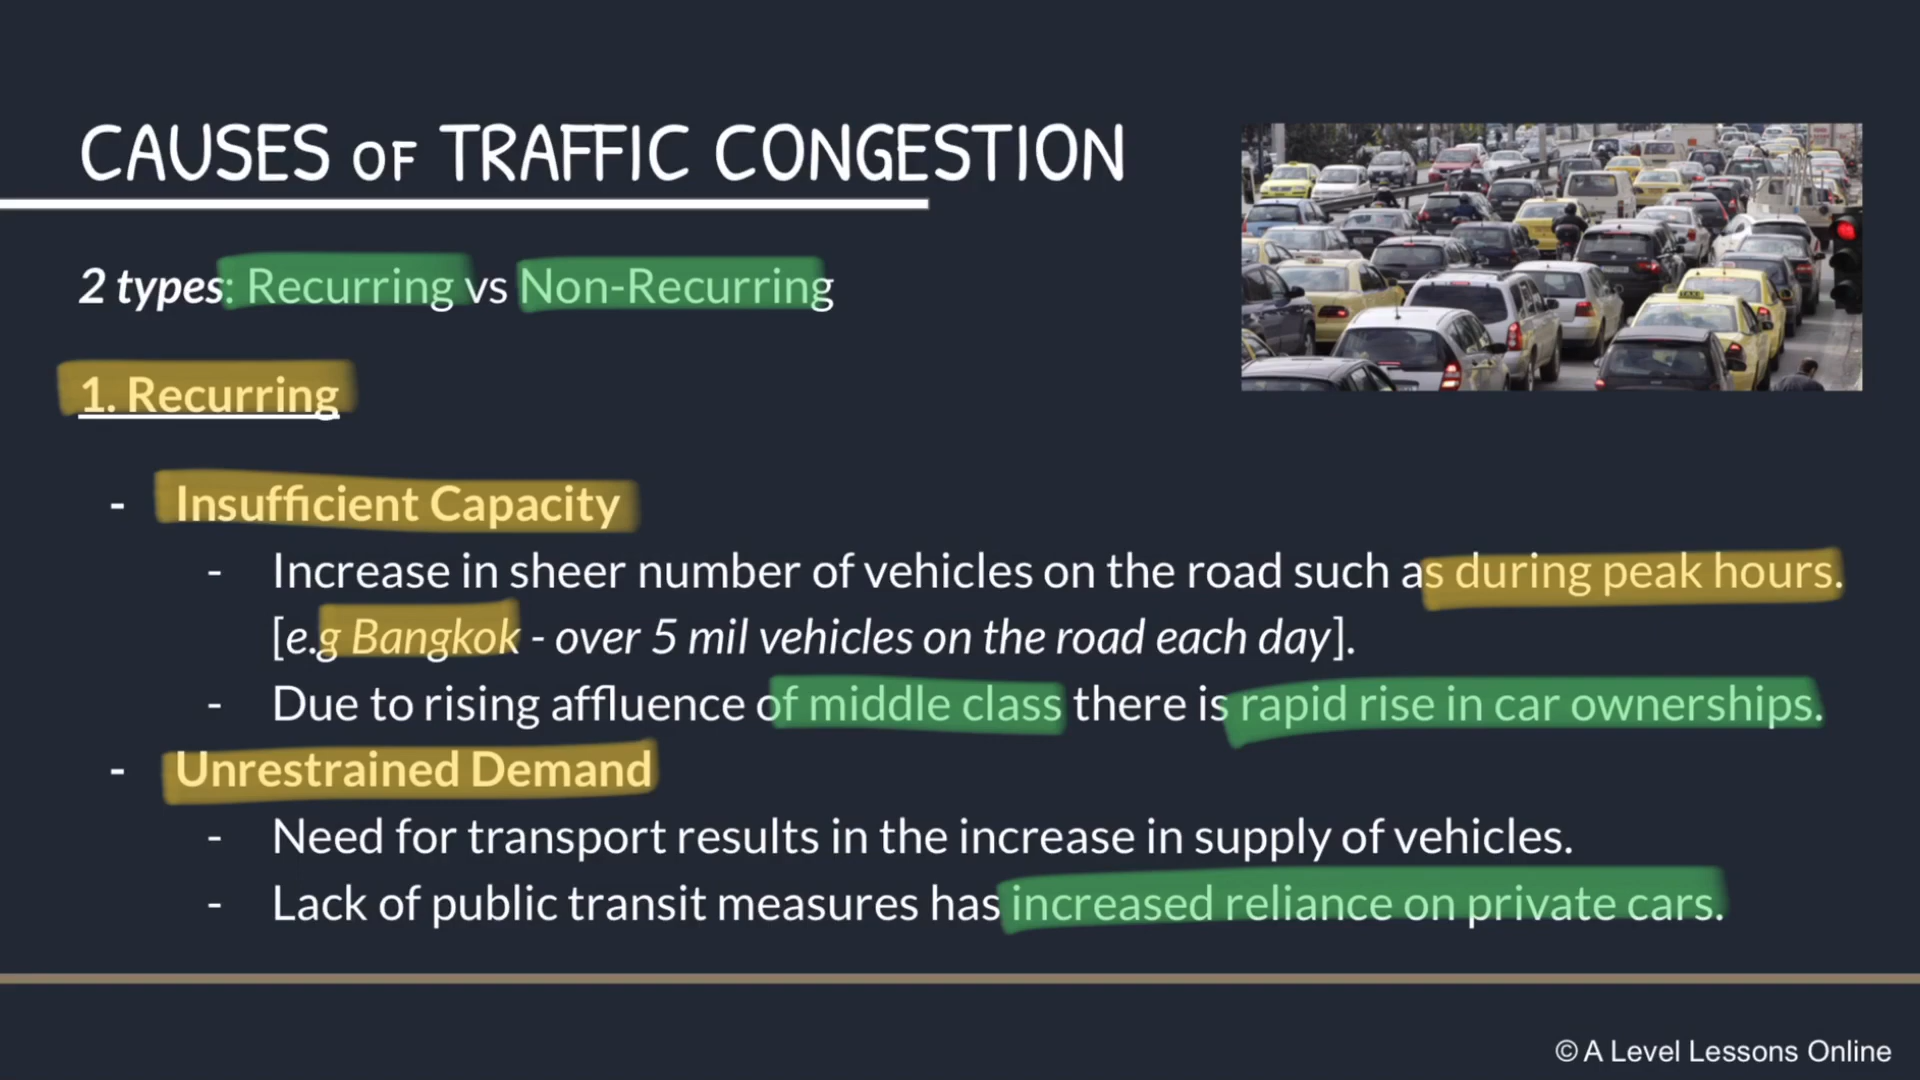 CAUSES OF TRAFFIC CONGESTION
2 types: Recurring vs Non-Recurring
1. Recurring
- Insufficient Capacity
- Increase in sheer number of vehicles on the road such as during peak hours.
[e.g Bangkok - over 5 mil vehicles on the road each day].
- Due to rising affluence of middle class there is rapid rise in car ownerships.
- Unrestrained Demand
- Need for transport results in the increase in supply of vehicles.
- Lack of public transit measures has increased reliance on private cars.
© A Level Lessons Online
TAXI